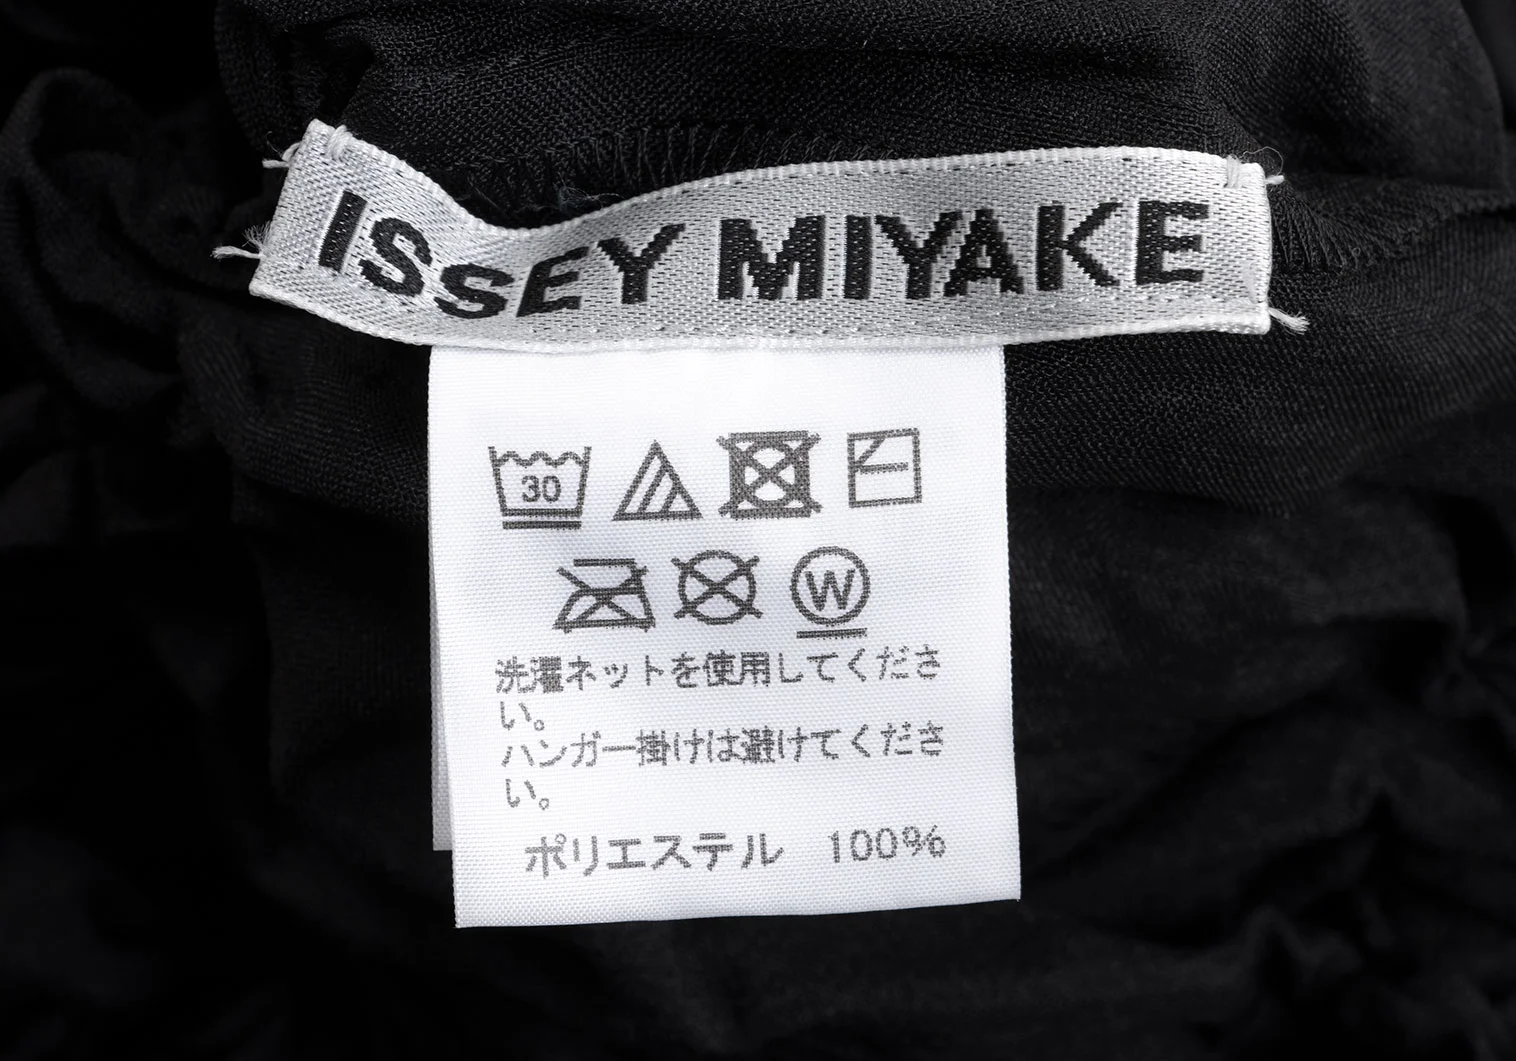 ISSEY MIYAKE
30
W
洗濯ネットを使用してくださ
い。
ハンガー掛けは避けてくださ
い。
ポリエステル 100%